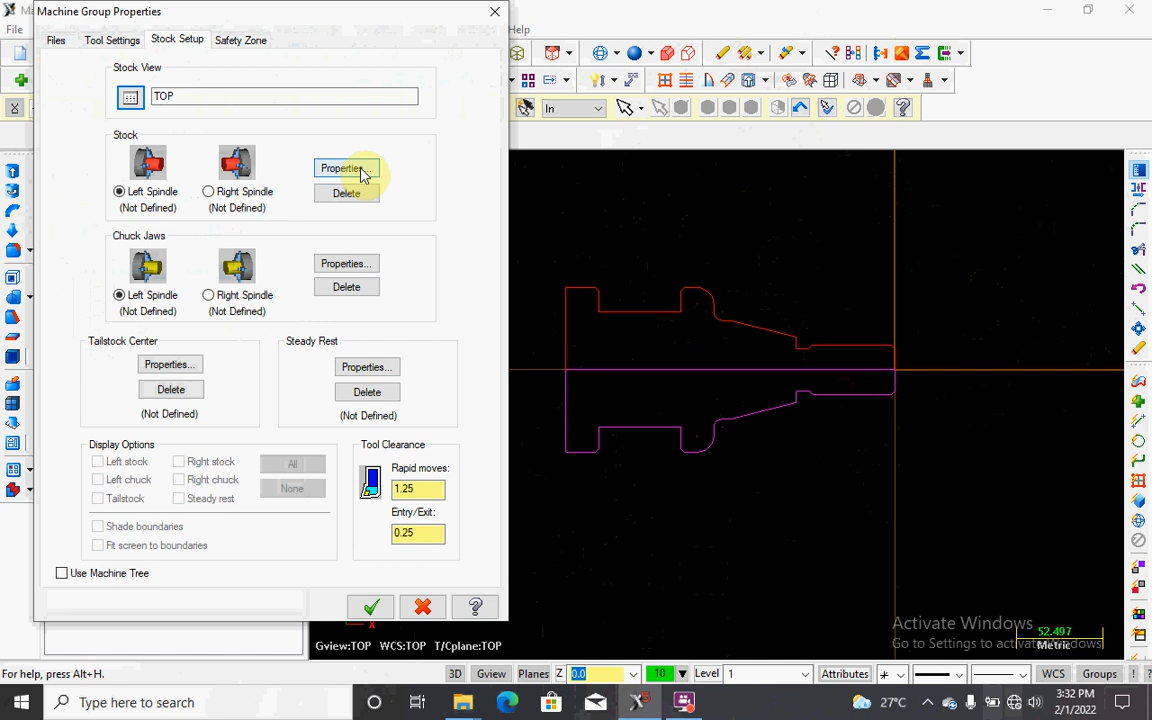 Machine Group Properties
File
Help
Files
Tool Settings
Stock Setup
Safety Zone
Stock View
TOP
In
Stock
Properties...
Left Spindle
Right Spindle
Delete
(Not Defined)
(Not Defined)
Chuck Jaws
Properties...
Delete
Left Spindle
Right Spindle
(Not Defined)
(Not Defined)
Tailstock Center
Steady Rest
Properties...
Properties...
Delete
Delete
(Not Defined)
(Not Defined)
Display Options
Tool Clearance
Left stock
Right stock
All
Rapid moves:
Left chuck
Right chuck
None
1.25
Tailstock
Steady rest
Entry/Exit:
Shade boundaries
0.25
Fit screen to boundaries
Use Machine Tree
X
Gview:TOP WCS:TOP T/Cplane:TOP
Activate Windows
Go to Settings to activate Windows.
52.497
Metric
For help, press Alt+H.
3D
Gview
Planes
Z
0.0
10
Level
1
Attributes
WCS
Groups
!
?
Type here to search
27°C
3:32 PM
2/1/2022